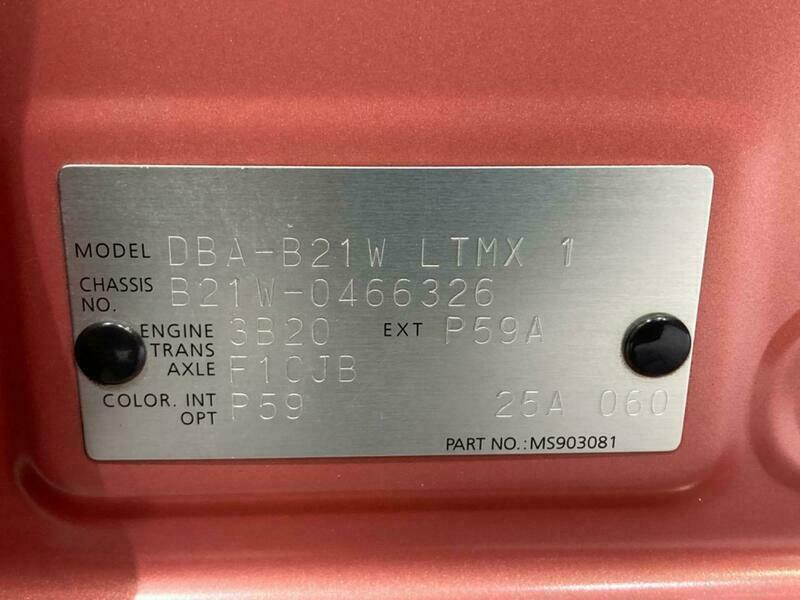 MODEL DBA-B21W LTMX 1
CHASSIS NO. B21W-0466326
ENGINE 3B20 EXT P59A
TRANS AXLE F1CJB
COLOR. INT OPT P59 25A 060
PART NO.: MS903081